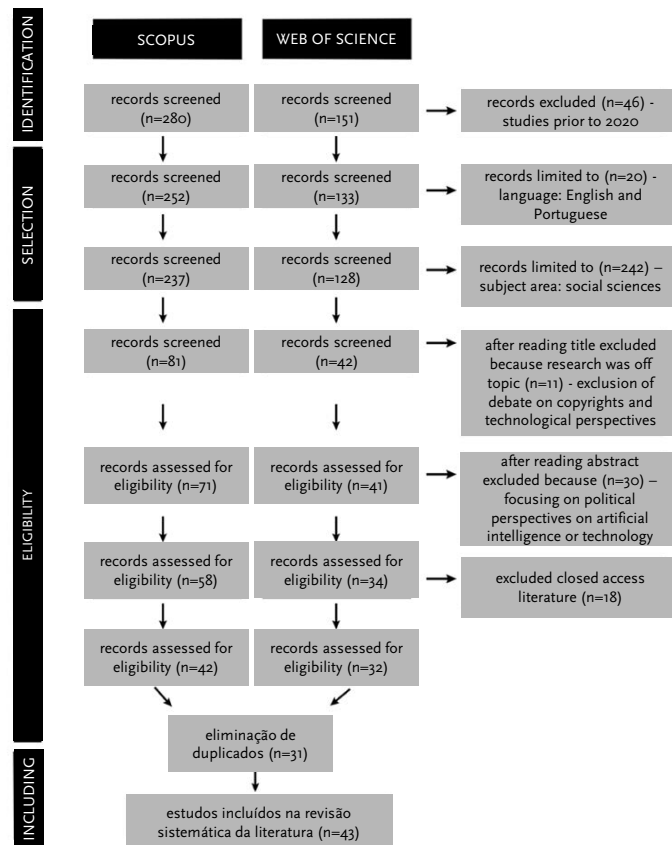 IDENTIFICATION
SCOPUS
WEB OF SCIENCE
records screened
(n=280)
records screened
(n=151)
records excluded (n=46) -
studies prior to 2020
SELECTION
records screened
(n=252)
records screened
(n=133)
records limited to (n=20) -
language: English and
Portuguese
records screened
(n=237)
records screened
(n=128)
records limited to (n=242) –
subject area: social sciences
ELIGIBILITY
records screened
(n=81)
records screened
(n=42)
after reading title excluded
because research was off
topic (n=11) - exclusion of
debate on copyrights and
technological perspectives
records assessed for
eligibility (n=71)
records assessed for
eligibility (n=41)
after reading abstract
excluded because (n=30) –
focusing on political
perspectives on artificial
intelligence or technology
records assessed for
eligibility (n=58)
records assessed for
eligibility (n=34)
excluded closed access
literature (n=18)
records assessed for
eligibility (n=42)
records assessed for
eligibility (n=32)
eliminação de
duplicados (n=31)
INCLUDING
estudos incluídos na revisão
sistemática da literatura (n=43)